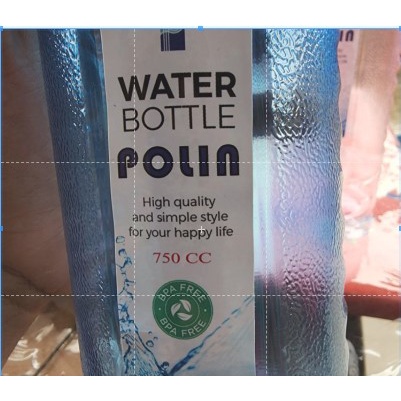 WATER
BOTTLE
POLIN
High quality
and simple style
for your happy life
750 CC
BPA FREE
BPA FREE